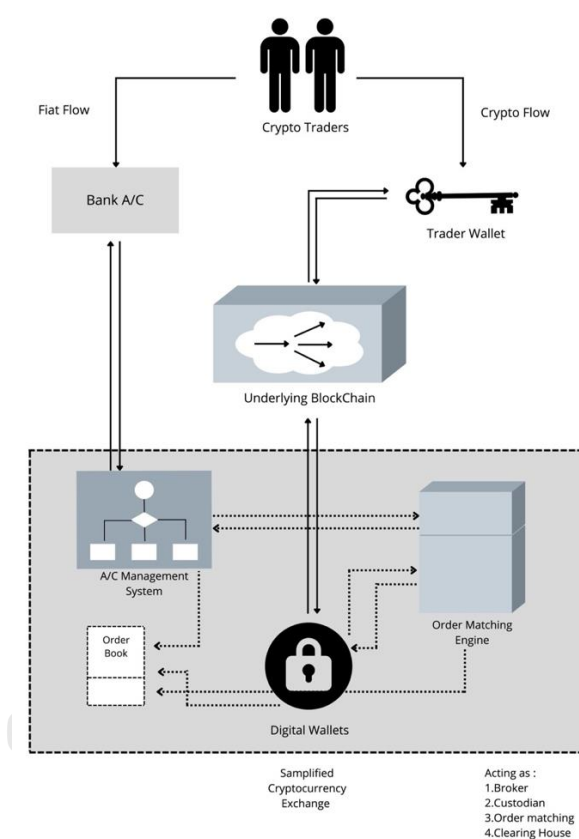 Crypto Traders
Fiat Flow
Crypto Flow
Bank A/C
Trader Wallet
Underlying BlockChain
A/C Management
System
Order
Book
Order Matching
Engine
Digital Wallets
Samplified
Cryptocurrency
Exchange
Acting as :
1.Broker
2.Custodian
3.Order matching
4.Clearing House